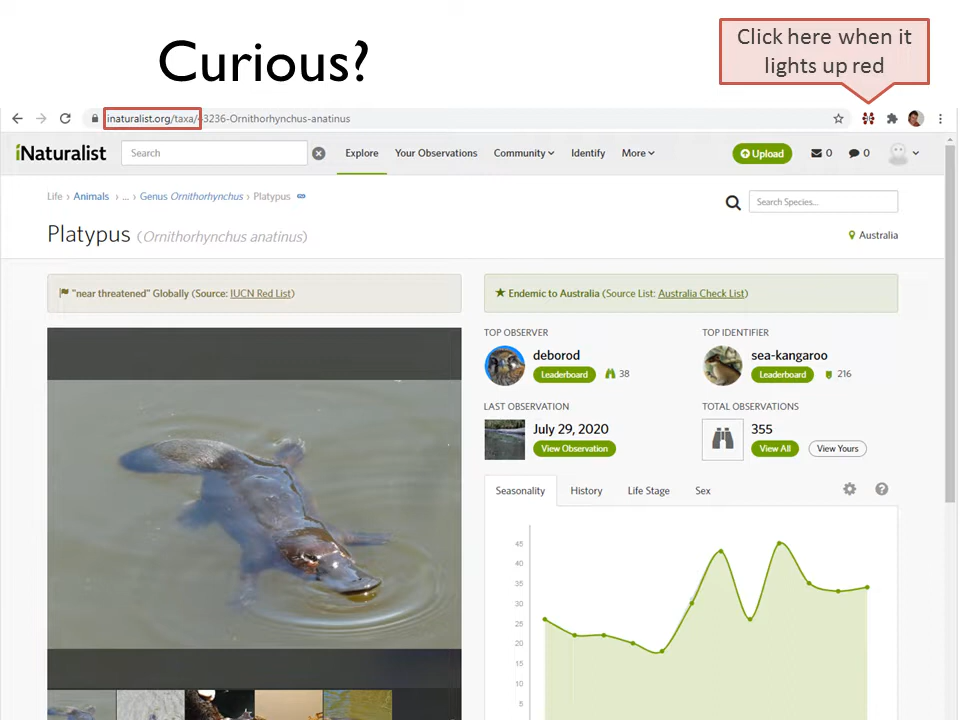 Curious?
Click here when it
lights up red
inaturalist.org/taxa/43236-Ornithorhynchus-anatinus
iNaturalist
Search
Explore
Your Observations
Community
Identify
More
Upload
0
0
Life › Animals › ... › Genus Ornithorhynchus › Platypus
Search Species...
Platypus (Ornithorhynchus anatinus)
Australia
"near threatened" Globally (Source: IUCN Red List)
Endemic to Australia (Source List: Australia Check List)
TOP OBSERVER
deborod
Leaderboard
38
TOP IDENTIFIER
sea-kangaroo
Leaderboard
216
LAST OBSERVATION
July 29, 2020
View Observation
TOTAL OBSERVATIONS
355
View All
View Yours
Seasonality
History
Life Stage
Sex
45
40
35
30
25
20
15
10
5